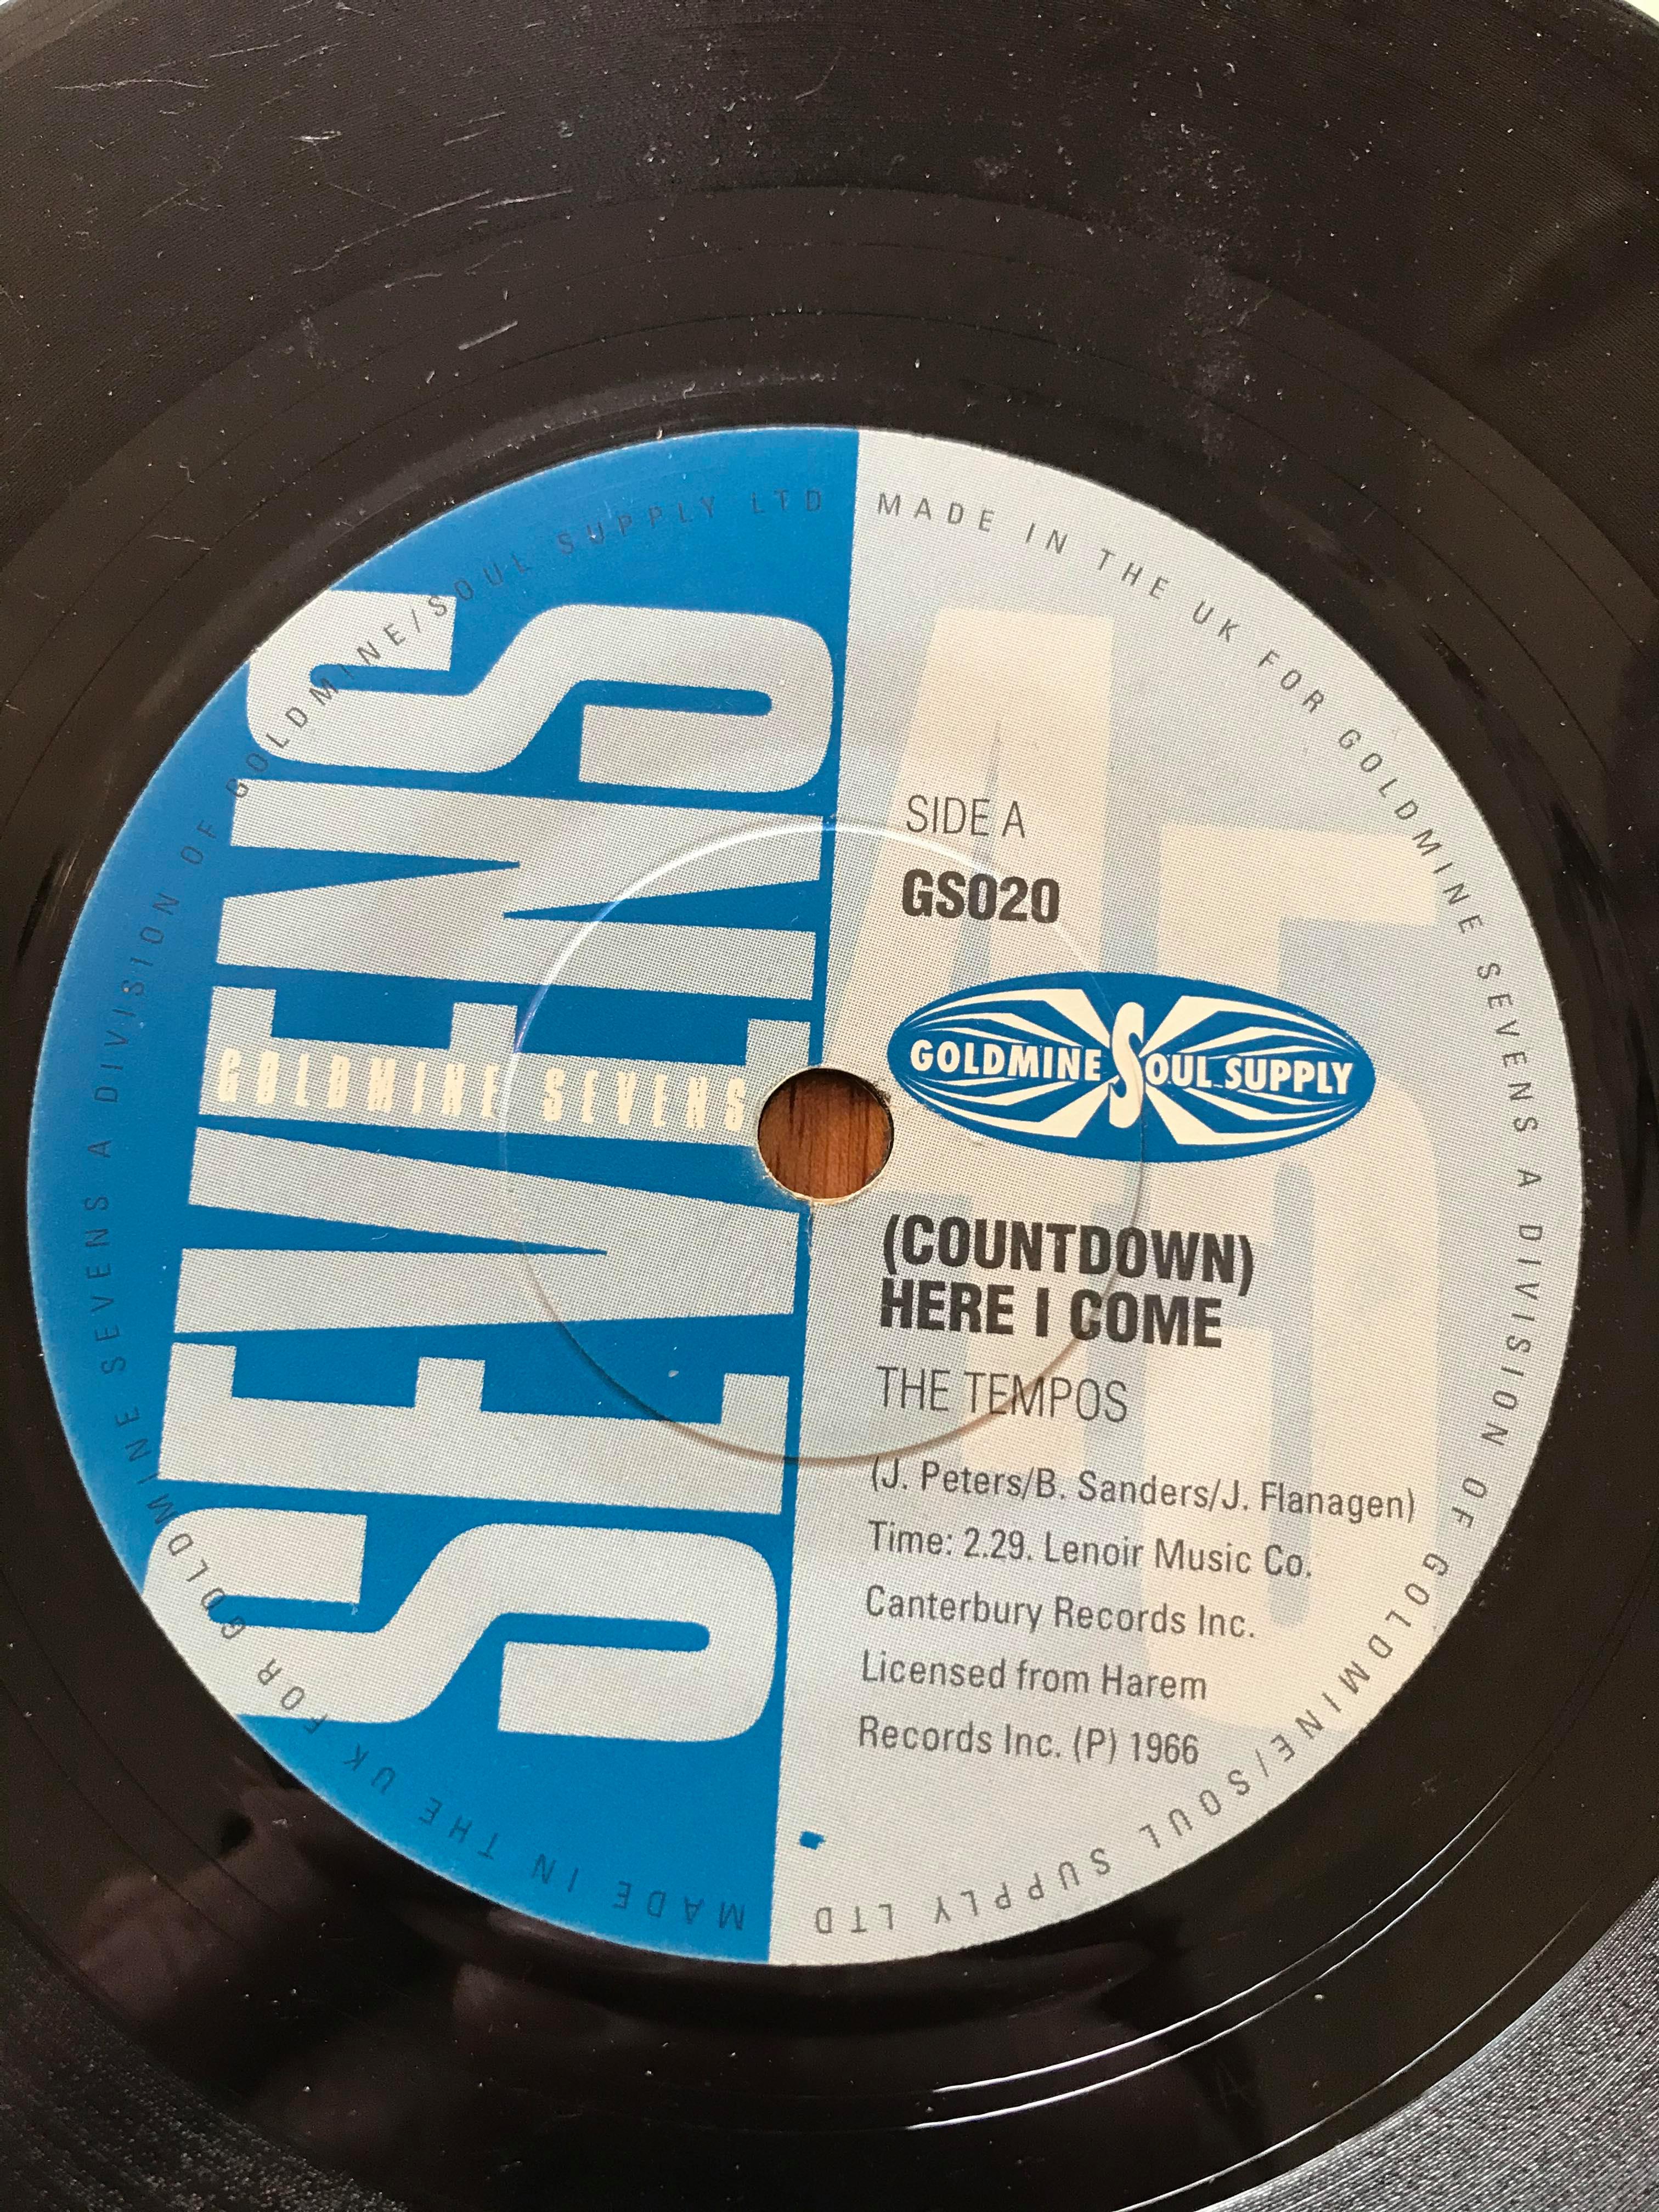 MADE IN THE UK FOR GOLDMINE SEVENS A DIVISION OF GOLDMINE/SOUL SUPPLY LTD
MADE IN THE UK FOR GOLDMINE SEVENS A DIVISION OF GOLDMINE/SOUL SUPPLY LTD
SEVENS
GOLDMINE SEVENS
45
SIDE A
GS020
GOLDMINE SOUL SUPPLY
(COUNTDOWN)
HERE I COME
THE TEMPOS
(J. Peters/B. Sanders/J. Flanagen)
Time: 2.29. Lenoir Music Co.
Canterbury Records Inc.
Licensed from Harem
Records Inc. (P) 1966